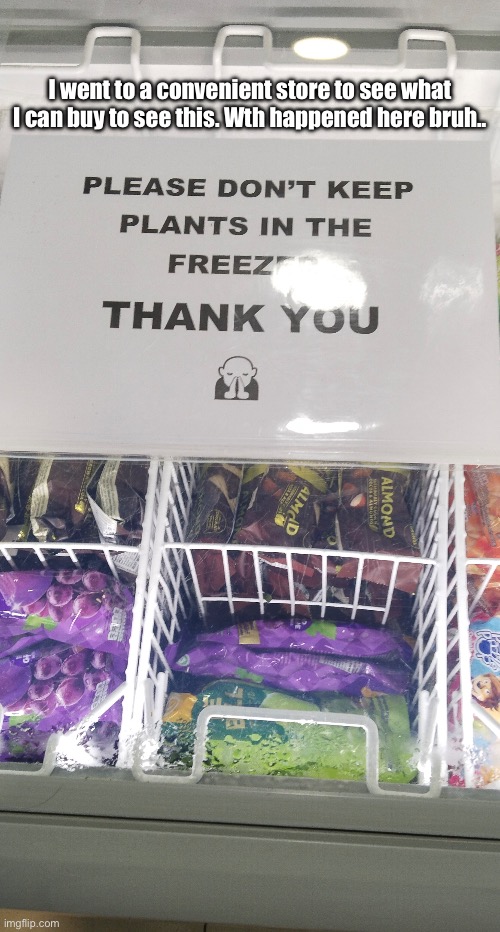 I went to a convenient store to see what
I can buy to see this. Wth happened here bruh..
PLEASE DON'T KEEP
PLANTS IN THE
THANK YOU
ALMOND
ALMOND
imgflip.com